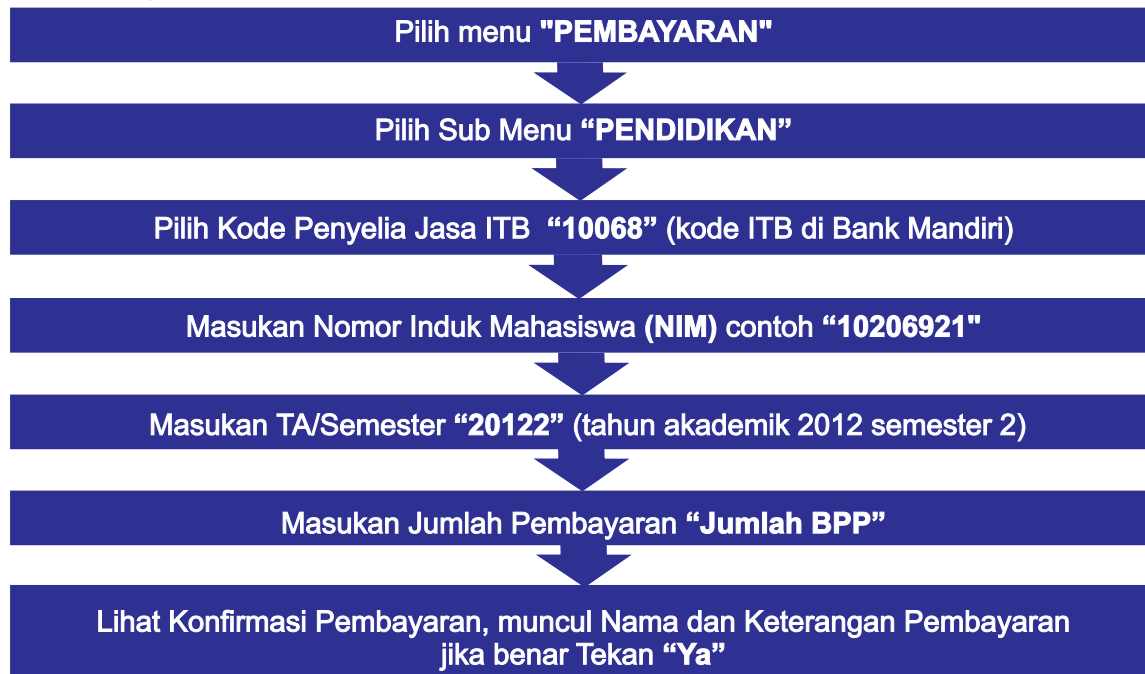 Pilih menu "PEMBAYARAN"
Pilih Sub Menu “PENDIDIKAN”
Pilih Kode Penyelia Jasa ITB “10068” (kode ITB di Bank Mandiri)
Masukan Nomor Induk Mahasiswa (NIM) contoh “10206921"
Masukan TA/Semester “20122” (tahun akademik 2012 semester 2)
Masukan Jumlah Pembayaran “Jumlah BPP”
Lihat Konfirmasi Pembayaran, muncul Nama dan Keterangan Pembayaran
jika benar Tekan “Ya”